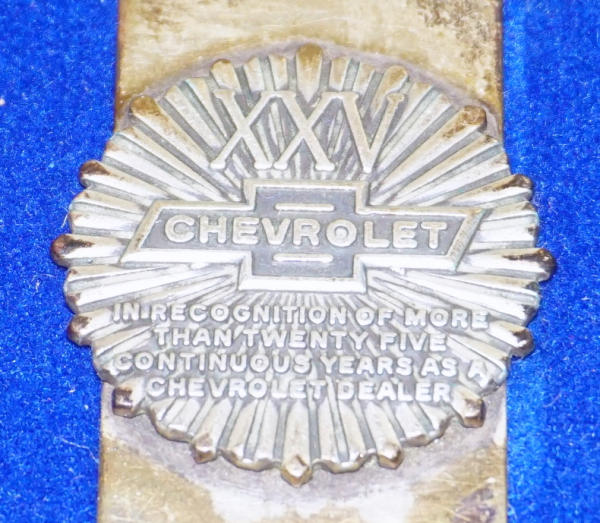 XXV
CHEVROLET
IN RECOGNITION OF MORE
THAN TWENTY FIVE
CONTINUOUS YEARS AS A
CHEVROLET DEALER